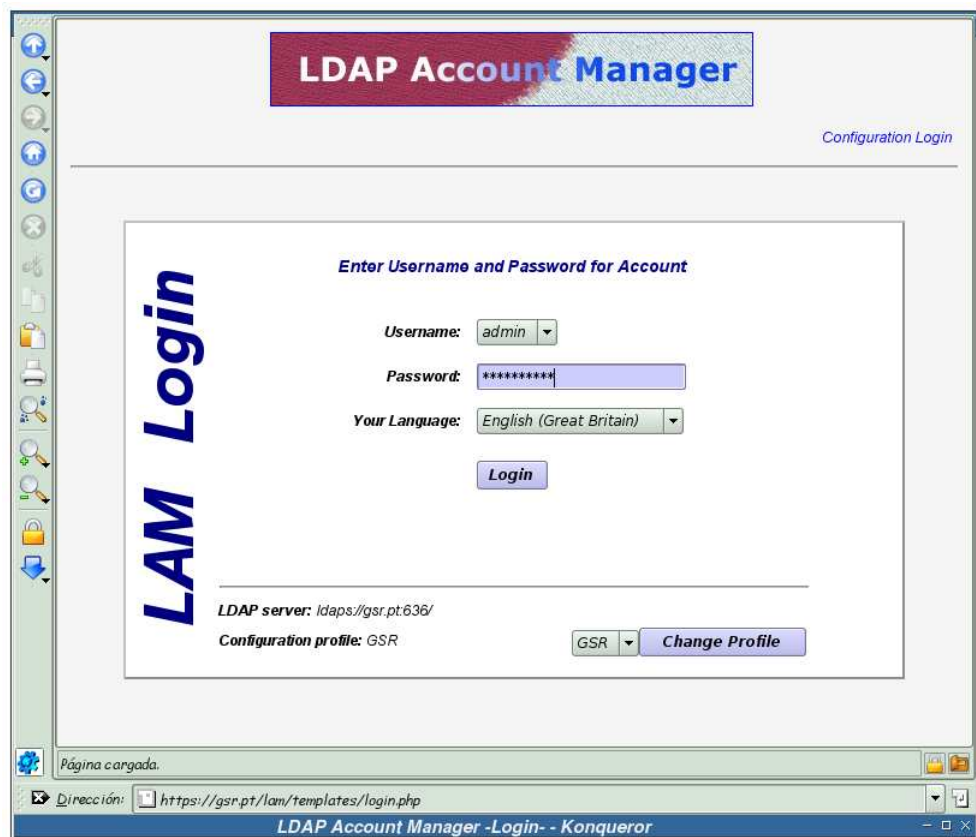 LDAP Account Manager
Configuration Login
LAM Login
Enter Username and Password for Account
Username: admin
Password: **********
Your Language: English (Great Britain)
Login
LDAP server: ldaps://gsr.pt:636/
Configuration profile: GSR
GSR Change Profile
Página cargada.
Dirección: https://gsr.pt/lam/templates/login.php
LDAP Account Manager -Login- - Konqueror